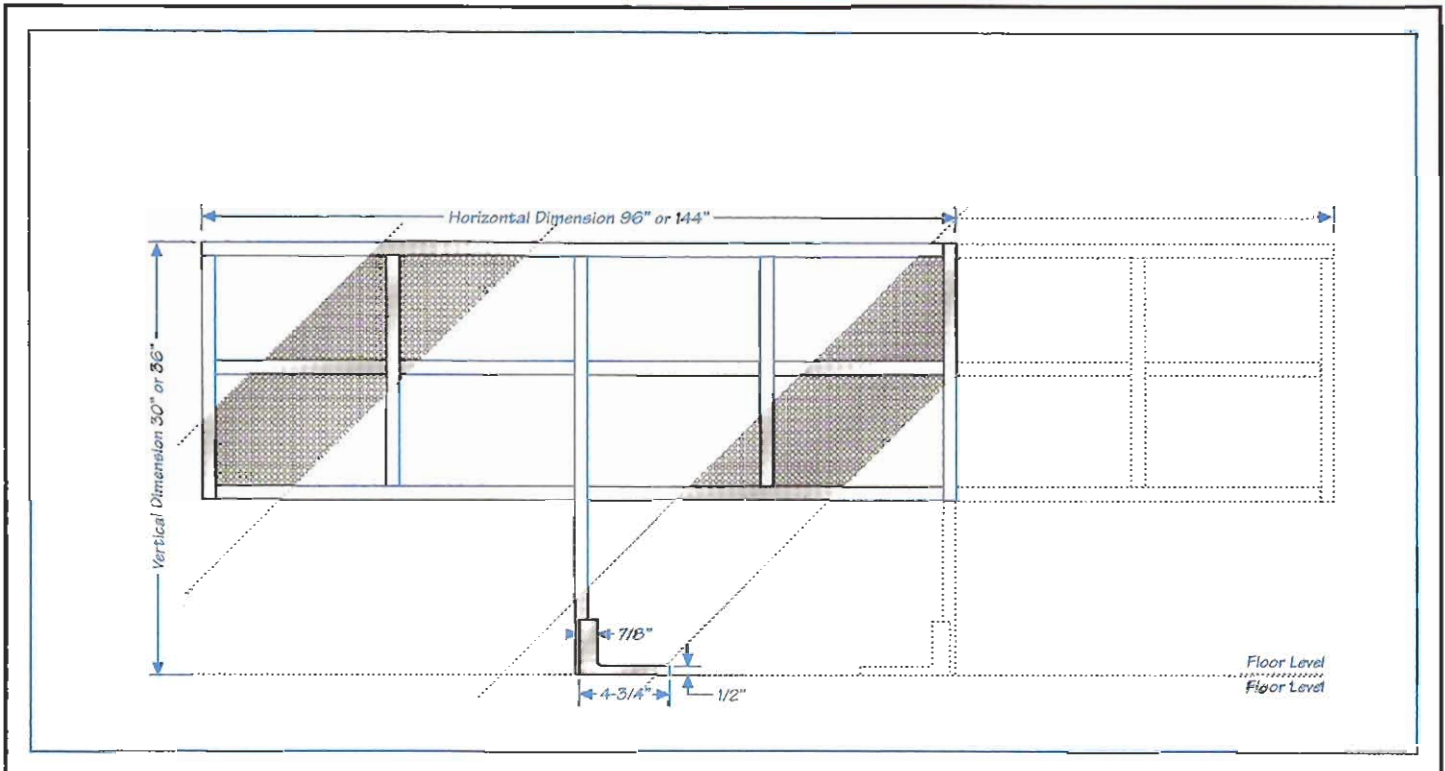 Horizontal Dimension 96" or 144"
Vertical Dimension 30" or 36"
7/8"
4-3/4"
1/2"
Floor Level
Floor Level